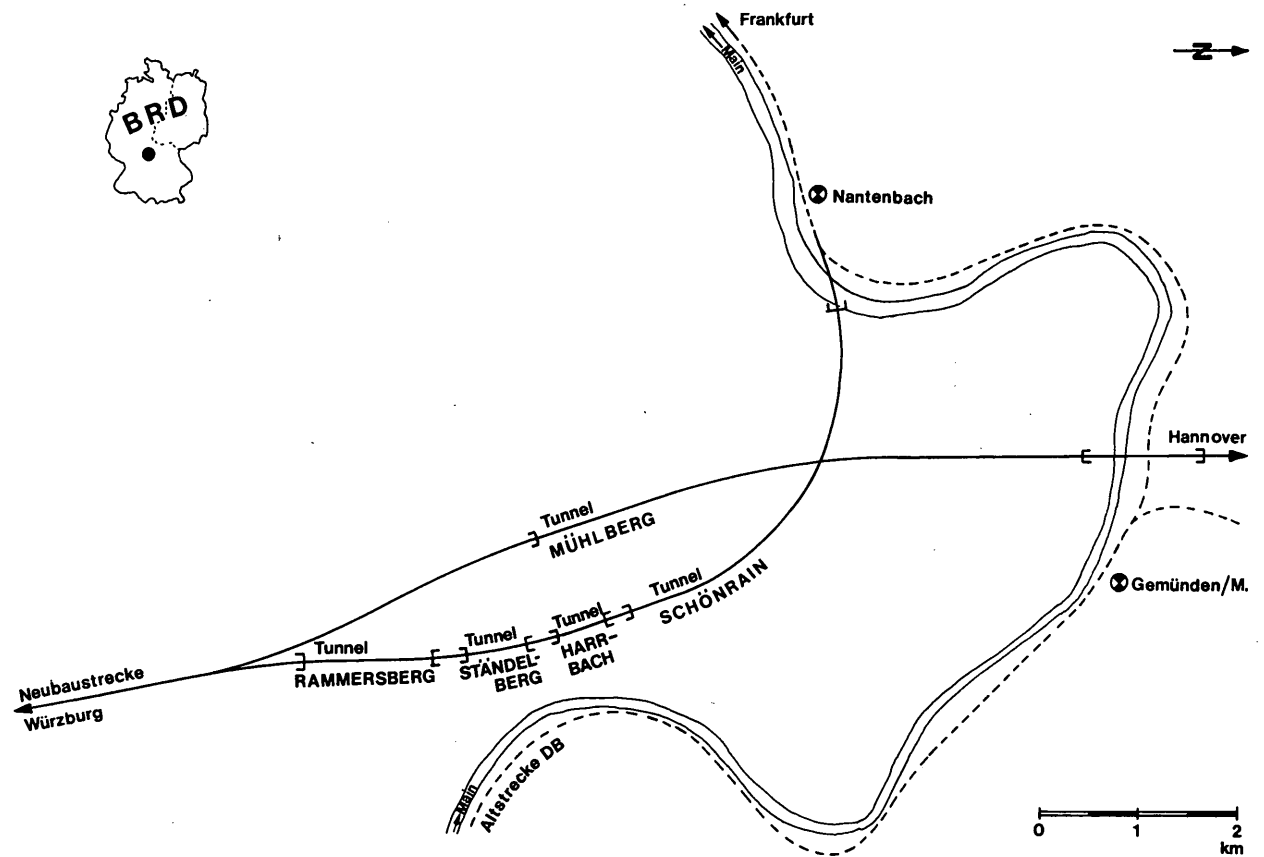 Frankfurt
Main
N
BRD
Nantenbach
Hannover
Tunnel
MÜHLBERG
Tunnel
SCHÖNRAIN
Tunnel
HARR-
BACH
Tunnel
STÄNDEL-
BERG
Tunnel
RAMMERSBERG
Gemünden/M.
Neubaustrecke
Würzburg
Altstrecke DB
Main
0 1 2
km